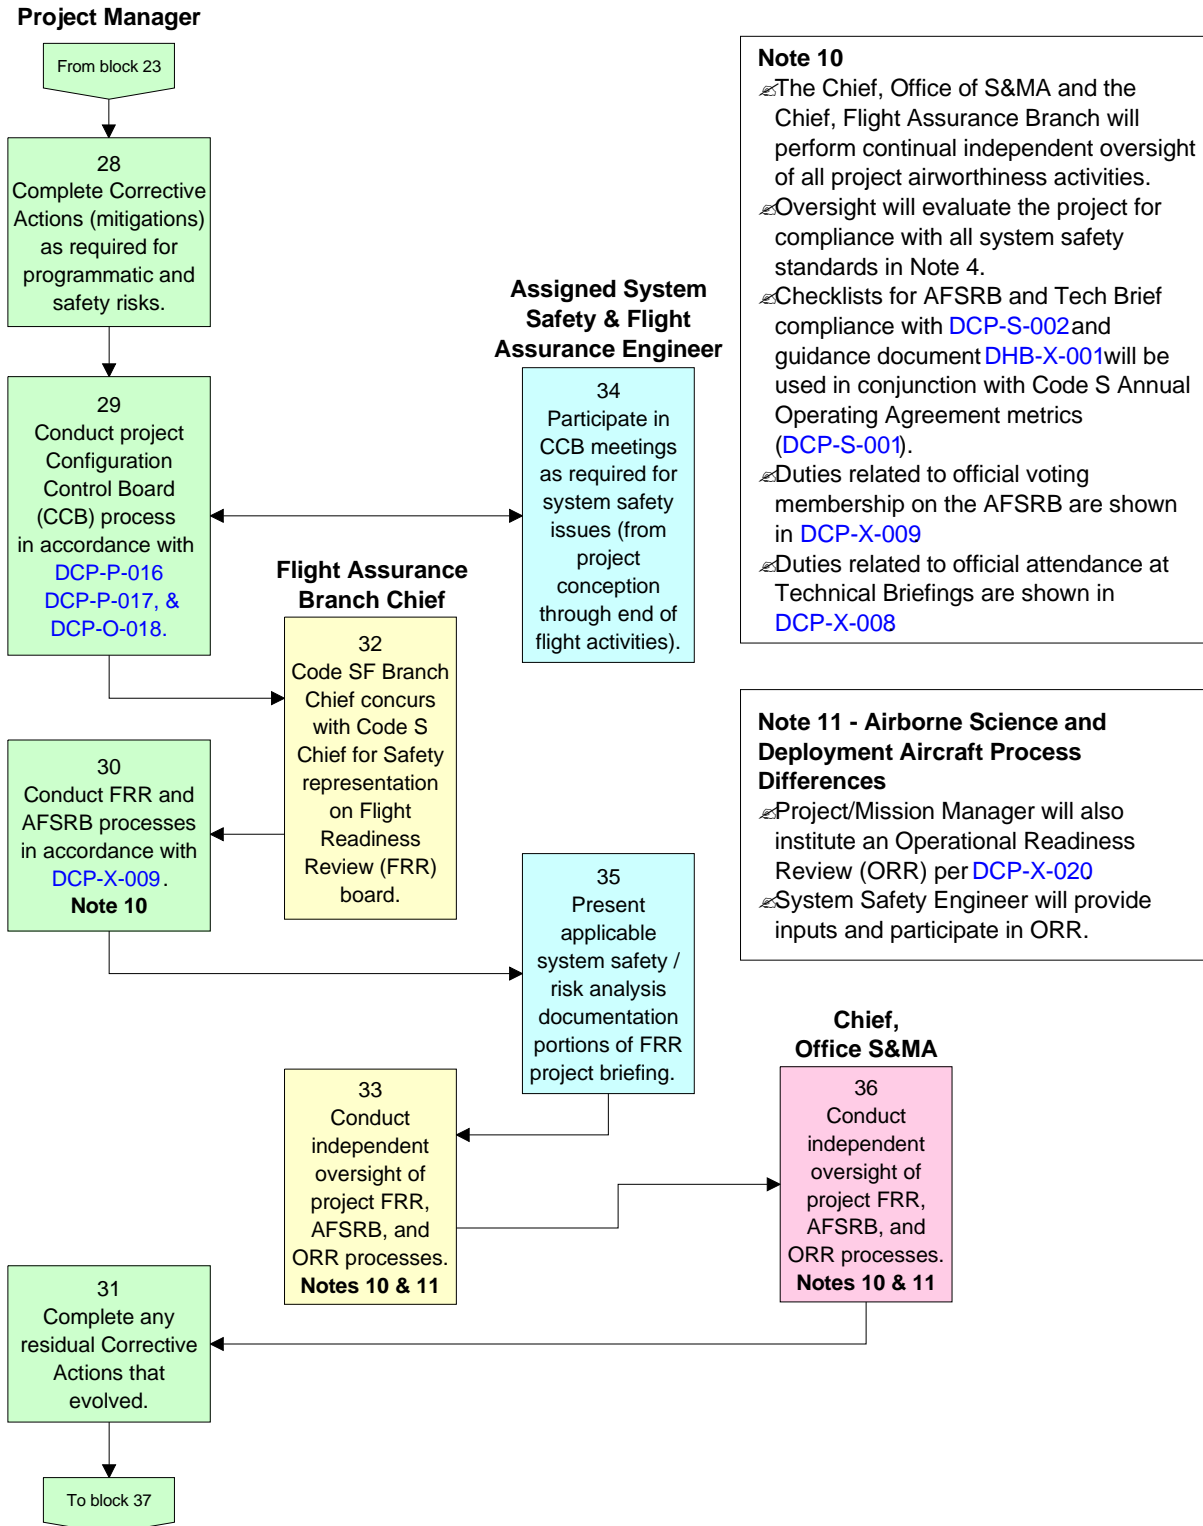 Project Manager
From block 23
28
Complete Corrective
Actions (mitigations)
as required for
programmatic and
safety risks.
29
Conduct project
Configuration
Control Board
(CCB) process
in accordance with
DCP-P-016
DCP-P-017, &
DCP-O-018.
Assigned System
Safety & Flight
Assurance Engineer
34
Participate in
CCB meetings
as required for
system safety
issues (from
project
conception
through end of
flight activities).
Flight Assurance
Branch Chief
32
Code SF Branch
Chief concurs
with Code S
Chief for Safety
representation
on Flight
Readiness
Review (FRR)
board.
30
Conduct FRR and
AFSRB processes
in accordance with
DCP-X-009.
Note 10
35
Present
applicable
system safety /
risk analysis
documentation
portions of FRR
project briefing.
33
Conduct
independent
oversight of
project FRR,
AFSRB, and
ORR processes.
Notes 10 & 11
Chief,
Office S&MA
36
Conduct
independent
oversight of
project FRR,
AFSRB, and
ORR processes.
Notes 10 & 11
31
Complete any
residual Corrective
Actions that
evolved.
To block 37
Note 10
The Chief, Office of S&MA and the
Chief, Flight Assurance Branch will
perform continual independent oversight
of all project airworthiness activities.
Oversight will evaluate the project for
compliance with all system safety
standards in Note 4.
Checklists for AFSRB and Tech Brief
compliance with DCP-S-002 and
guidance document DHB-X-001 will be
used in conjunction with Code S Annual
Operating Agreement metrics
(DCP-S-001).
Duties related to official voting
membership on the AFSRB are shown
in DCP-X-009
Duties related to official attendance at
Technical Briefings are shown in
DCP-X-008
Note 11 - Airborne Science and
Deployment Aircraft Process
Differences
Project/Mission Manager will also
institute an Operational Readiness
Review (ORR) per DCP-X-020
System Safety Engineer will provide
inputs and participate in ORR.